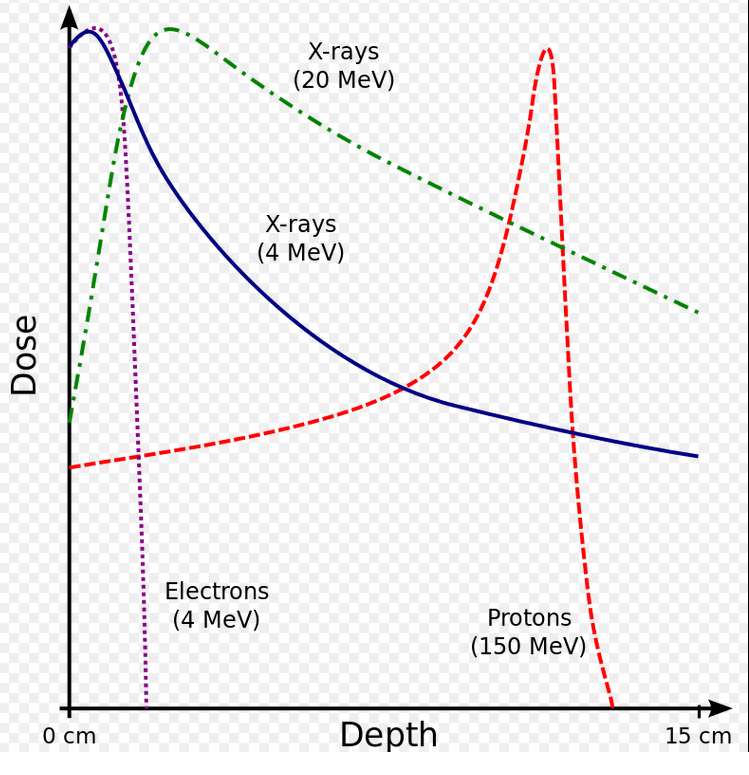 X-rays
(20 MeV)
X-rays
(4 MeV)
Dose
Electrons
(4 MeV)
Protons
(150 MeV)
0 cm
Depth
15 cm